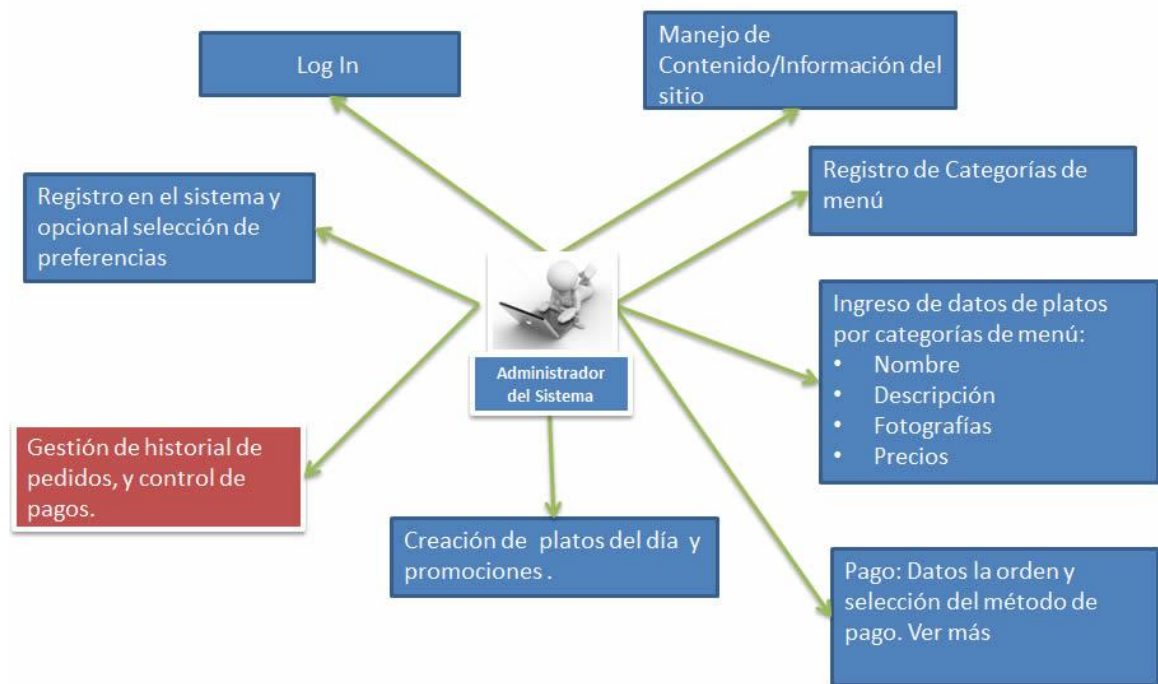 Log In
Manejo de
Contenido/Información del
sitio
Registro en el sistema y
opcional selección de
preferencias
Registro de Categorías de
menú
Administrador
del Sistema
Ingreso de datos de platos
por categorías de menú:
• Nombre
• Descripción
• Fotografías
• Precios
Gestión de historial de
pedidos, y control de
pagos.
Creación de platos del día y
promociones .
Pago: Datos la orden y
selección del método de
pago. Ver más